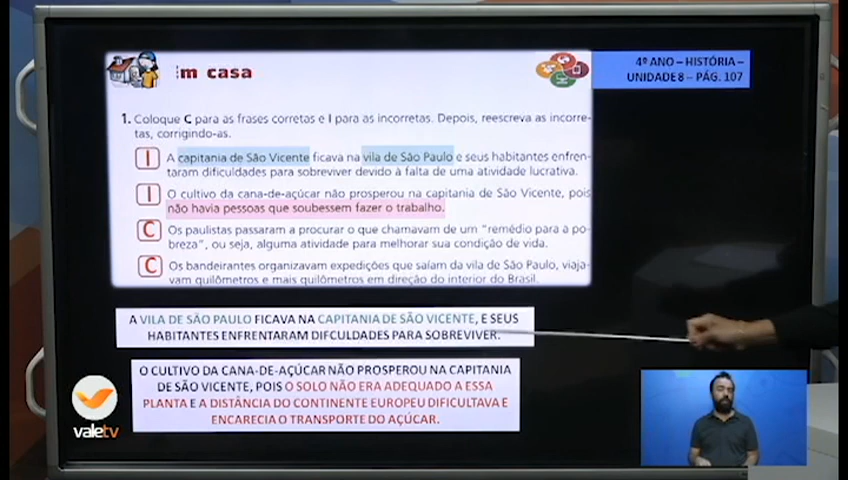 Em casa
4º ANO – HISTÓRIA –
UNIDADE 8 – PÁG. 107
1. Coloque C para as frases corretas e I para as incorretas. Depois, reescreva as incorre-
tas, corrigindo-as.
I A capitania de São Vicente ficava na vila de São Paulo e seus habitantes enfren-
taram dificuldades para sobreviver devido à falta de uma atividade lucrativa.
I O cultivo da cana-de-açúcar não prosperou na capitania de São Vicente, pois
não havia pessoas que soubessem fazer o trabalho.
C Os paulistas passaram a procurar o que chamavam de um “remédio para a po-
breza”, ou seja, alguma atividade para melhorar sua condição de vida.
C Os bandeirantes organizavam expedições que saíam da vila de São Paulo, viaja-
vam quilômetros e mais quilômetros em direção do interior do Brasil.
A VILA DE SÃO PAULO FICAVA NA CAPITANIA DE SÃO VICENTE, E SEUS
HABITANTES ENFRENTARAM DIFCULDADES PARA SOBREVIVER.
O CULTIVO DA CANA-DE-AÇÚCAR NÃO PROSPEROU NA CAPITANIA
DE SÃO VICENTE, POIS O SOLO NÃO ERA ADEQUADO A ESSA
PLANTA E A DISTÂNCIA DO CONTINENTE EUROPEU DIFICULTAVA E
ENCARECIA O TRANSPORTE DO AÇÚCAR.
valetv